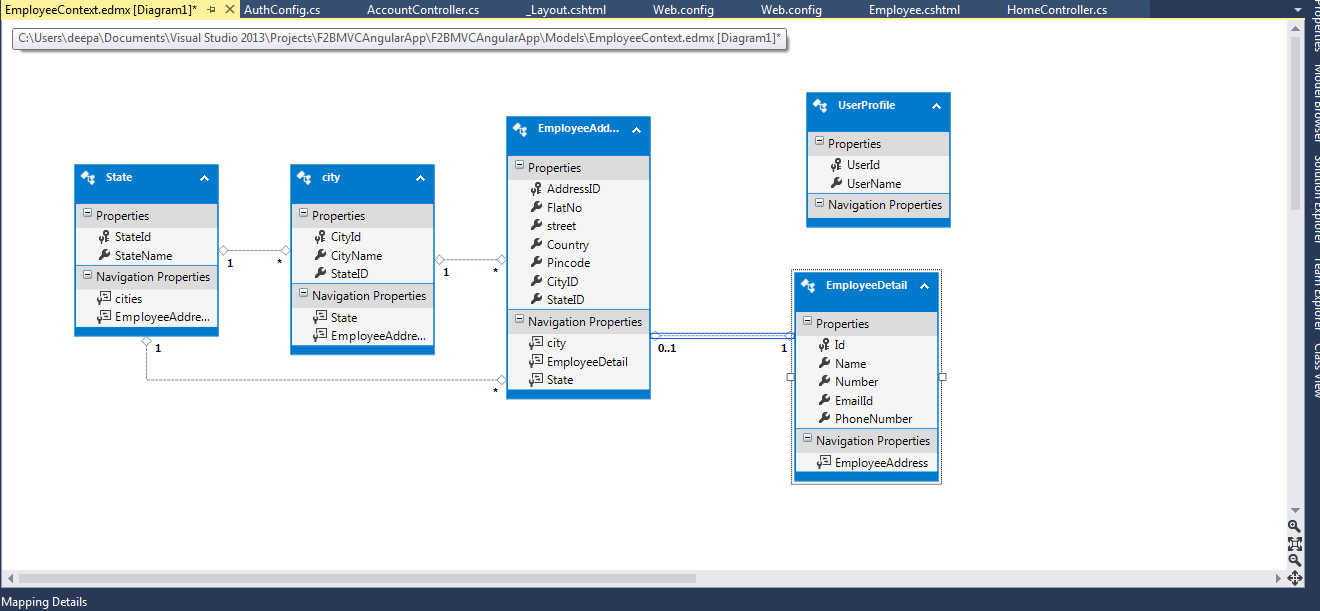 EmployeeContext.edmx [Diagram1]*
AuthConfig.cs
AccountController.cs
_Layout.cshtml
Web.config
Web.config
Employee.cshtml
HomeController.cs
C:\Users\deepa\Documents\Visual Studio 2013\Projects\F2BMVCAngularApp\F2BMVCAngularApp\Models\EmployeeContext.edmx [Diagram1]*
State
Properties
StateId
StateName
Navigation Properties
cities
EmployeeAddre...
1
*
1
*
city
Properties
CityId
CityName
StateID
Navigation Properties
State
EmployeeAddre...
1
*
EmployeeAdd...
Properties
AddressID
FlatNo
street
Country
Pincode
CityID
StateID
Navigation Properties
city
EmployeeDetail
State
0..1
1
UserProfile
Properties
UserId
UserName
Navigation Properties
EmployeeDetail
Properties
Id
Name
Number
EmailId
PhoneNumber
Navigation Properties
EmployeeAddress
Properties
Model Browser
Solution Explorer
Team Explorer
Class View
Mapping Details